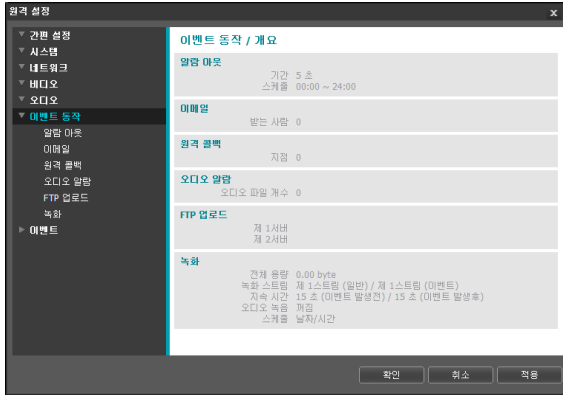 원격 설정
x
간편 설정
시스템
네트워크
비디오
오디오
이벤트 동작
알람 아웃
이메일
원격 콜백
오디오 알람
FTP 업로드
녹화
이벤트
이벤트 동작 / 개요
알람 아웃
기간 5 초
스케쥴 00:00 ~ 24:00
이메일
받는 사람 0
원격 콜백
지점 0
오디오 알람
오디오 파일 개수 0
FTP 업로드
제 1서버
제 2서버
녹화
전체 용량 0.00 byte
녹화 스트림 제 1스트림 (일반) / 제 1스트림 (이벤트)
지속 시간 15 초 (이벤트 발생전) / 15 초 (이벤트 발생후)
오디오 녹음 꺼짐
스케쥴 날짜/시간
확인 취소 적용